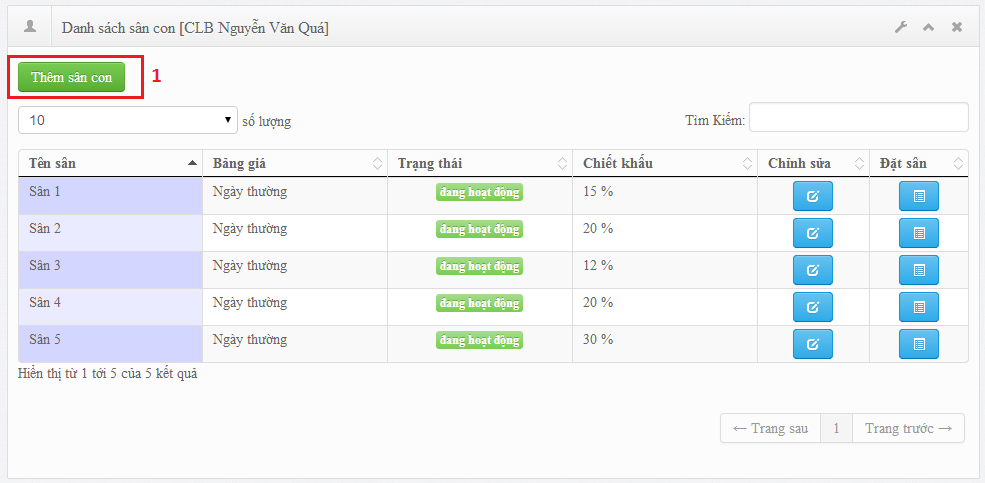 Danh sách sân con [CLB Nguyễn Văn Quá]
Thêm sân con 1
10 số lượng Tìm Kiếm:
Tên sân Bảng giá Trạng thái Chiết khấu Chỉnh sửa Đặt sân
Sân 1 Ngày thường đang hoạt động 15 %
Sân 2 Ngày thường đang hoạt động 20 %
Sân 3 Ngày thường đang hoạt động 12 %
Sân 4 Ngày thường đang hoạt động 20 %
Sân 5 Ngày thường đang hoạt động 30 %
Hiển thị từ 1 tới 5 của 5 kết quả
← Trang sau 1 Trang trước →